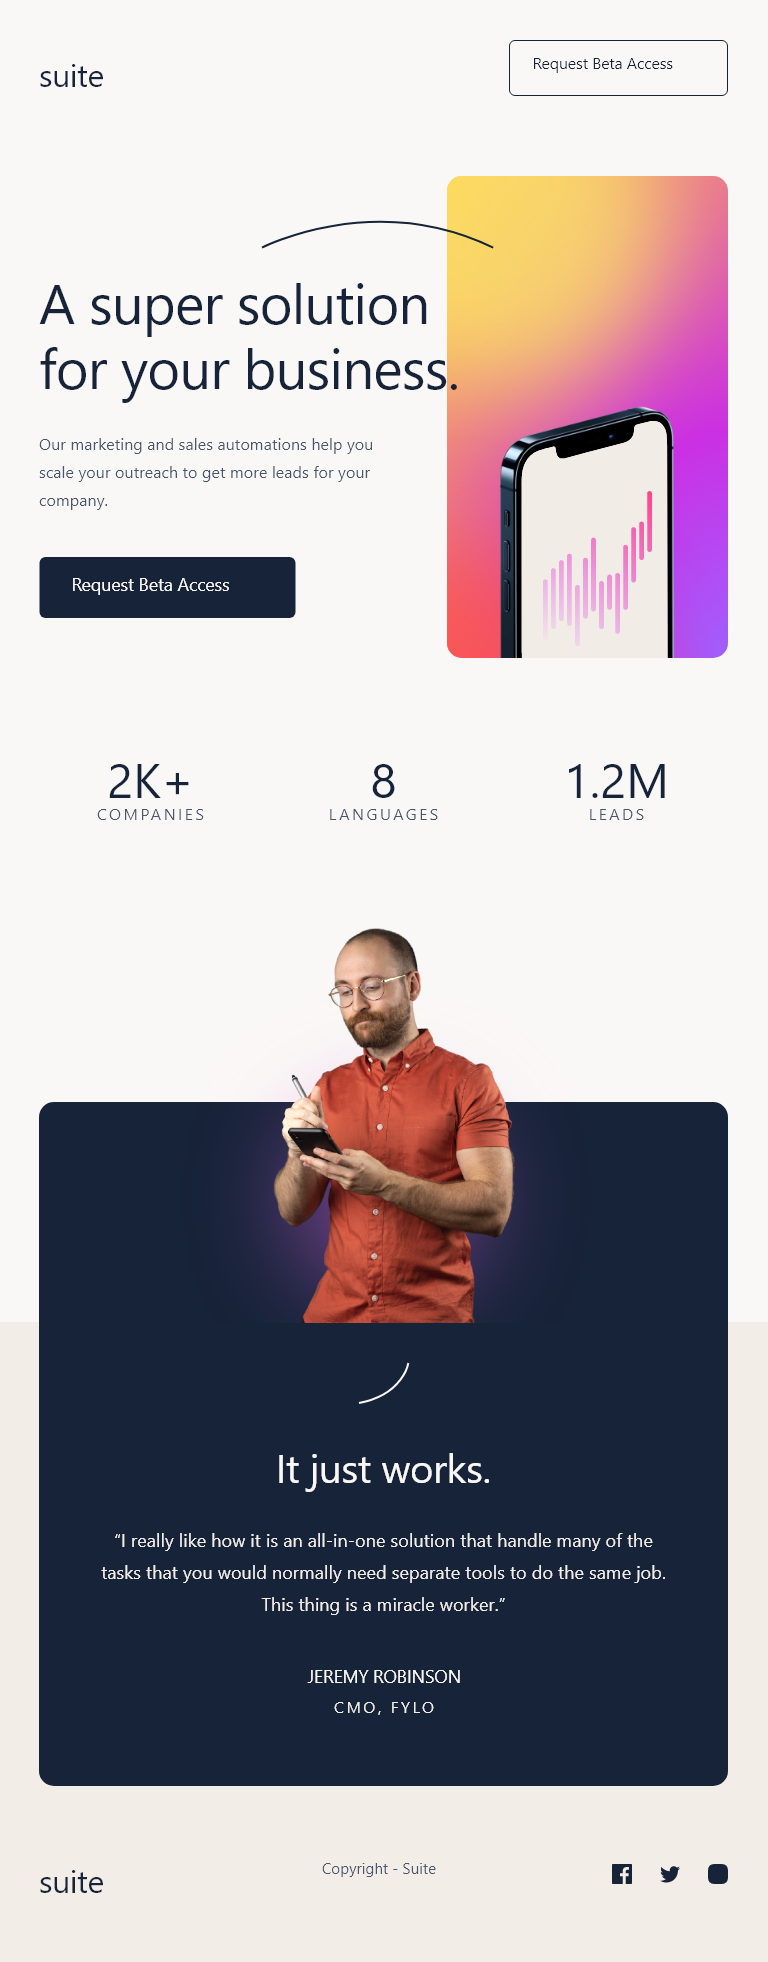 suite
Request Beta Access
A super solution
for your business.
Our marketing and sales automations help you
scale your outreach to get more leads for your
company.
Request Beta Access
2K+
COMPANIES
8
LANGUAGES
1.2M
LEADS
It just works.
“I really like how it is an all-in-one solution that handle many of the
tasks that you would normally need separate tools to do the same job.
This thing is a miracle worker.”
JEREMY ROBINSON
CMO, FYLO
suite
Copyright - Suite